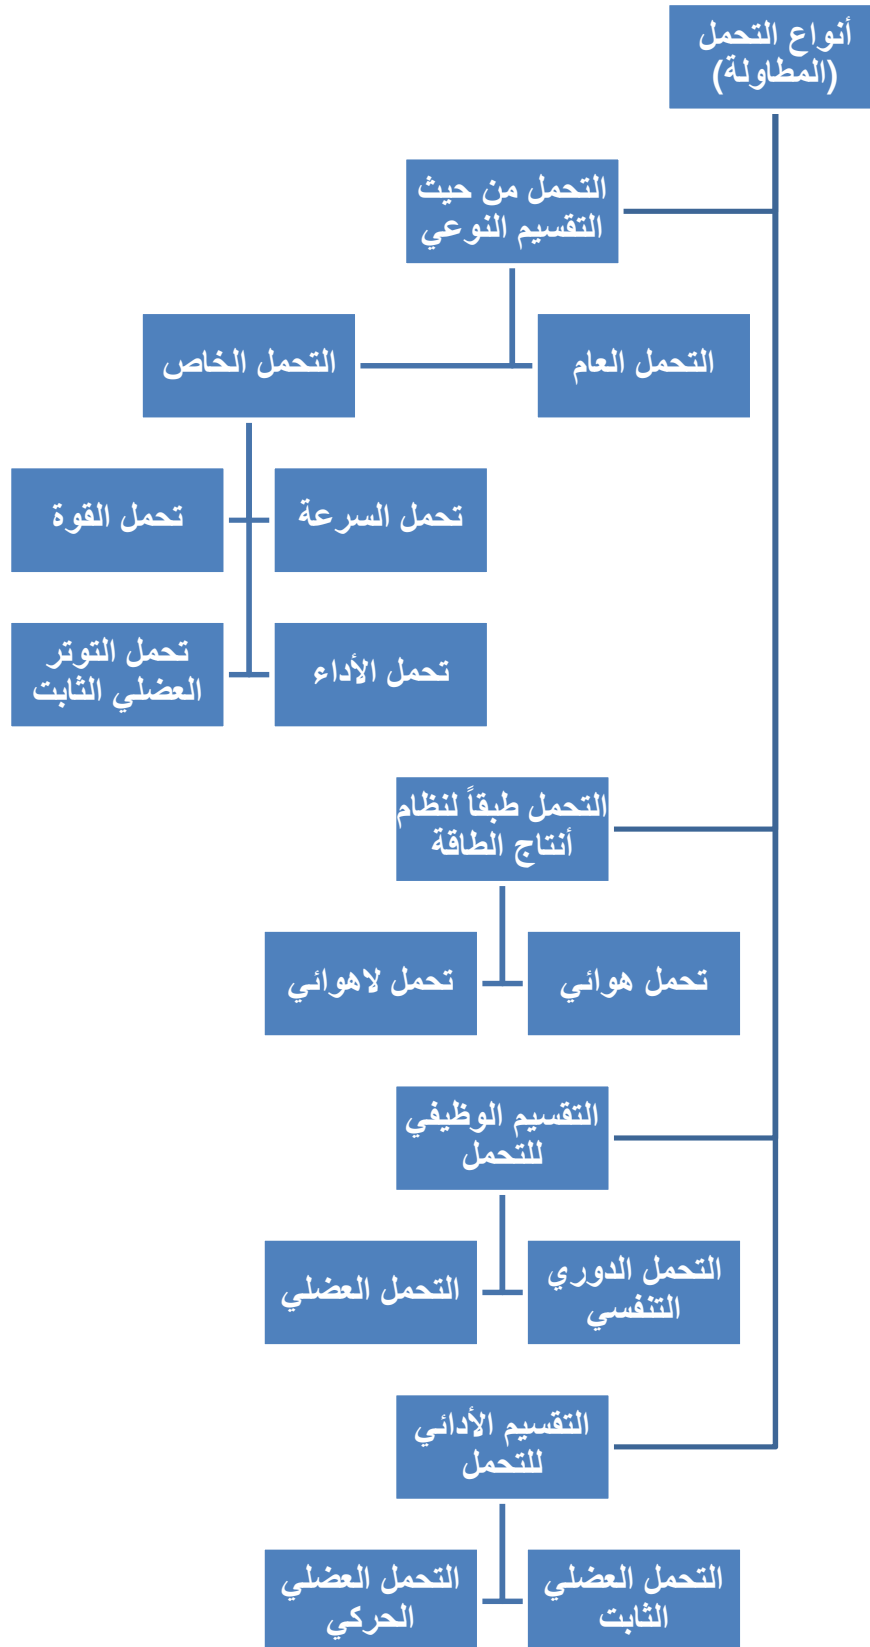 أنواع التحمل
(المطاولة)
التحمل من حيث
التقسيم النوعي
التحمل العام
التحمل الخاص
تحمل السرعة
تحمل القوة
تحمل الأداء
تحمل التوتر
العضلي الثابت
التحمل طبقاً لنظام
أنتاج الطاقة
تحمل هوائي
تحمل لاهوائي
التقسيم الوظيفي
للتحمل
التحمل الدوري
التنفسي
التحمل العضلي
التقسيم الأدائي
للتحمل
التحمل العضلي
الثابت
التحمل العضلي
الحركي